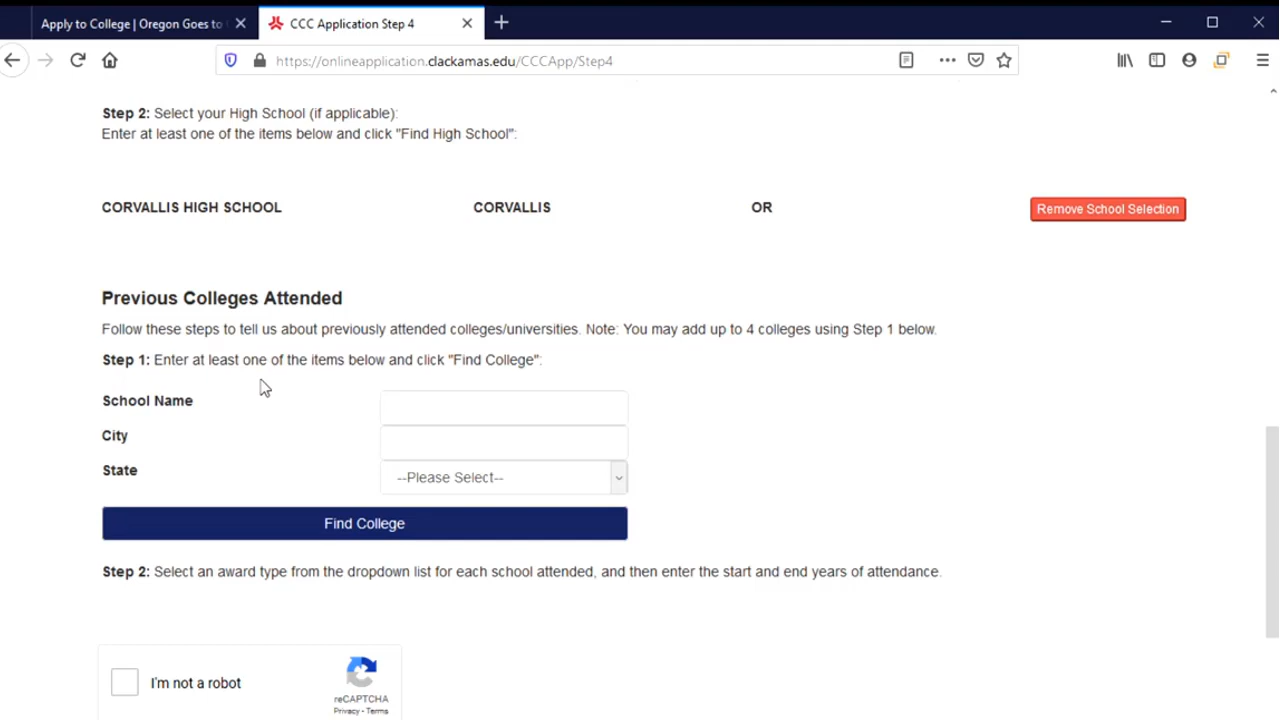 Apply to College | Oregon Goes to
CCC Application Step 4
https://onlineapplication.clackamas.edu/CCCApp/Step4
Step 2: Select your High School (if applicable):
Enter at least one of the items below and click "Find High School":
CORVALLIS HIGH SCHOOL CORVALLIS OR Remove School Selection
Previous Colleges Attended
Follow these steps to tell us about previously attended colleges/universities. Note: You may add up to 4 colleges using Step 1 below.
Step 1: Enter at least one of the items below and click "Find College":
School Name
City
State --Please Select--
Find College
Step 2: Select an award type from the dropdown list for each school attended, and then enter the start and end years of attendance.
I'm not a robot
reCAPTCHA
Privacy - Terms